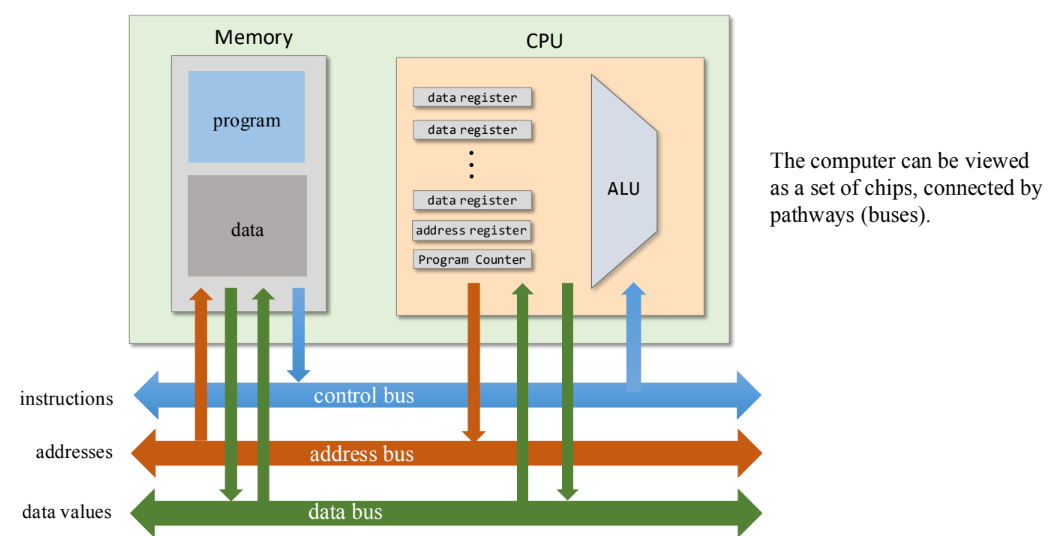 Memory
program
data
CPU
data register
data register
data register
address register
Program Counter
ALU
The computer can be viewed
as a set of chips, connected by
pathways (buses).
instructions
control bus
addresses
address bus
data values
data bus